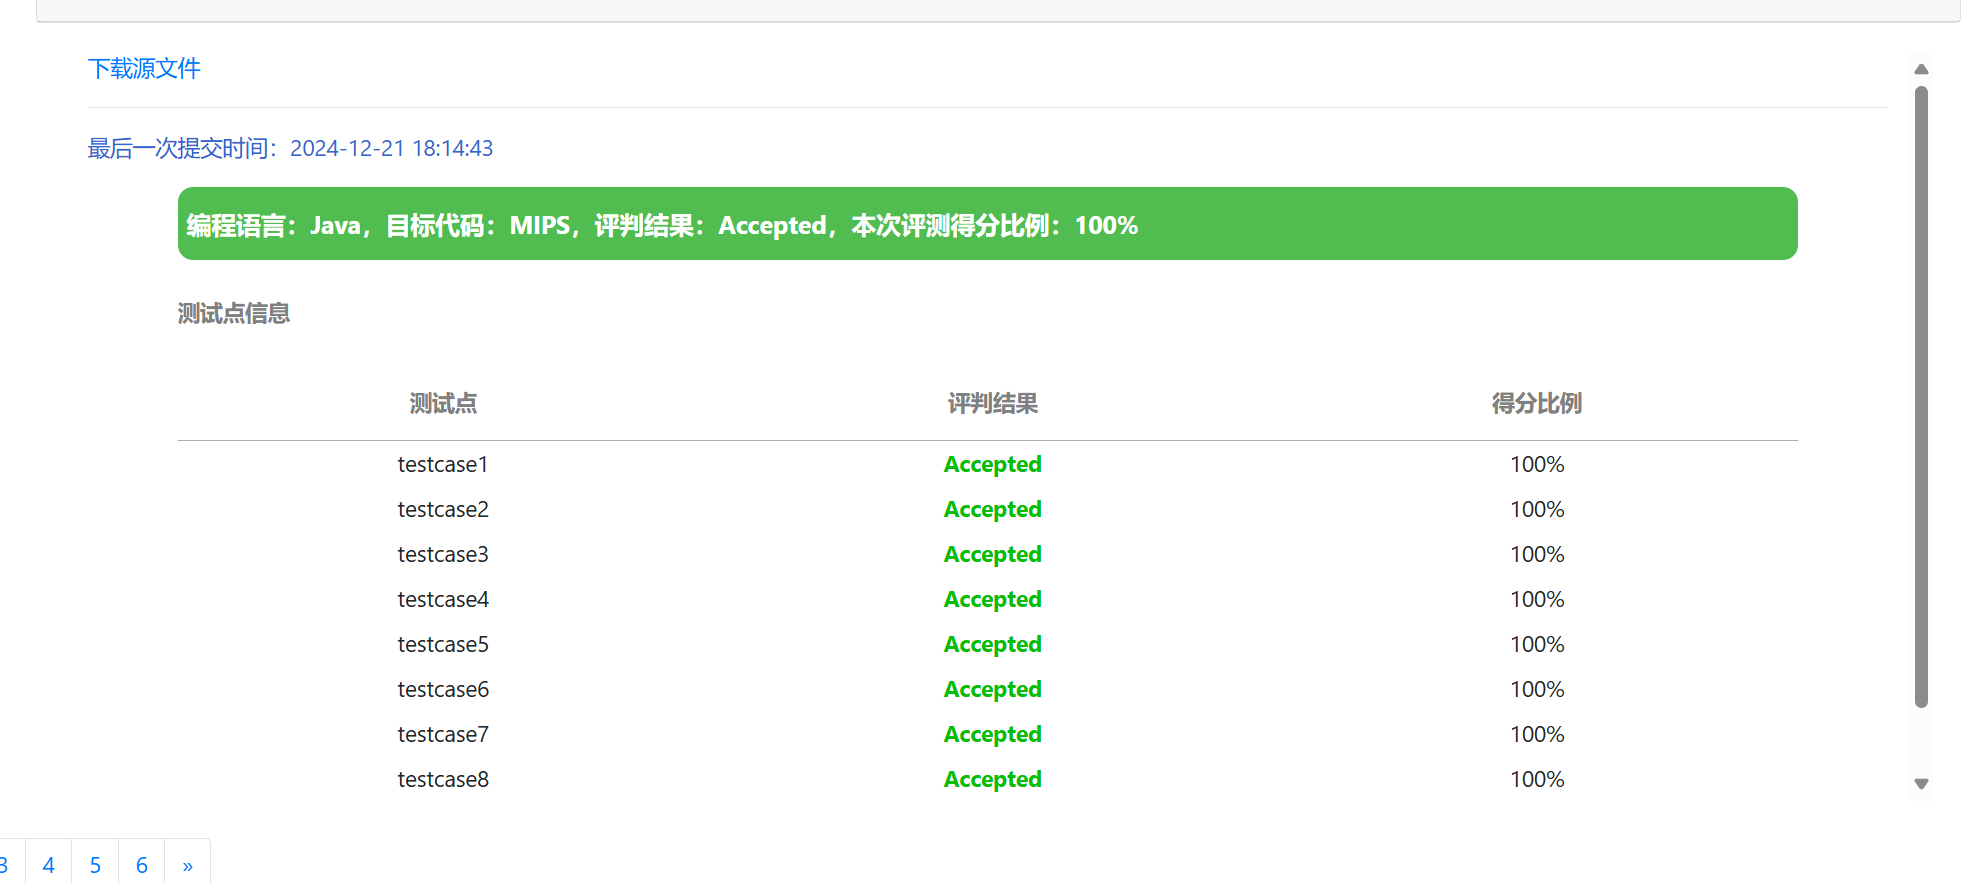 下载源文件
最后一次提交时间：2024-12-21 18:14:43
编程语言：Java，目标代码：MIPS，评判结果：Accepted，本次评测得分比例：100%
测试点信息
测试点 评判结果 得分比例
testcase1 Accepted 100%
testcase2 Accepted 100%
testcase3 Accepted 100%
testcase4 Accepted 100%
testcase5 Accepted 100%
testcase6 Accepted 100%
testcase7 Accepted 100%
testcase8 Accepted 100%
3 4 5 6 »